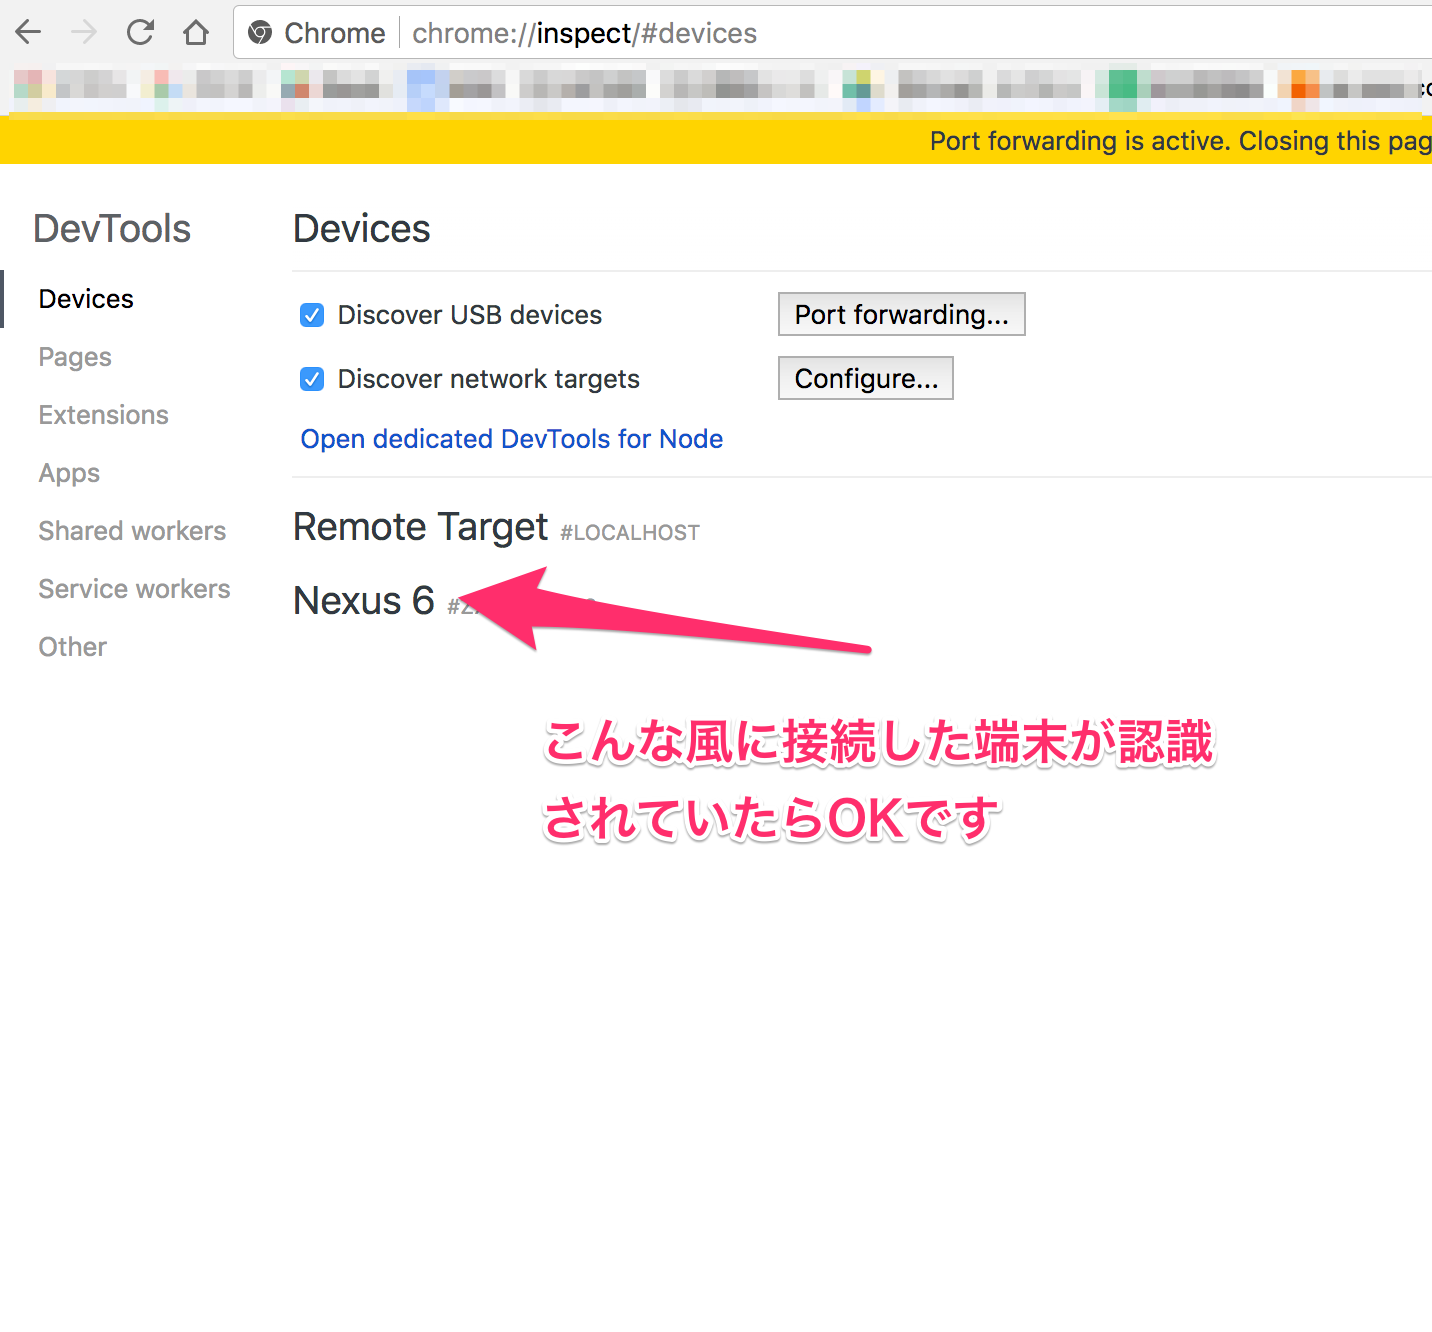 Chrome
chrome://inspect/#devices
Port forwarding is active. Closing this pag
DevTools
Devices
Pages
Extensions
Apps
Shared workers
Service workers
Other
Devices
Discover USB devices
Port forwarding...
Discover network targets
Configure...
Open dedicated DevTools for Node
Remote Target #LOCALHOST
Nexus 6
こんな風に接続した端末が認識
されていたらOKです